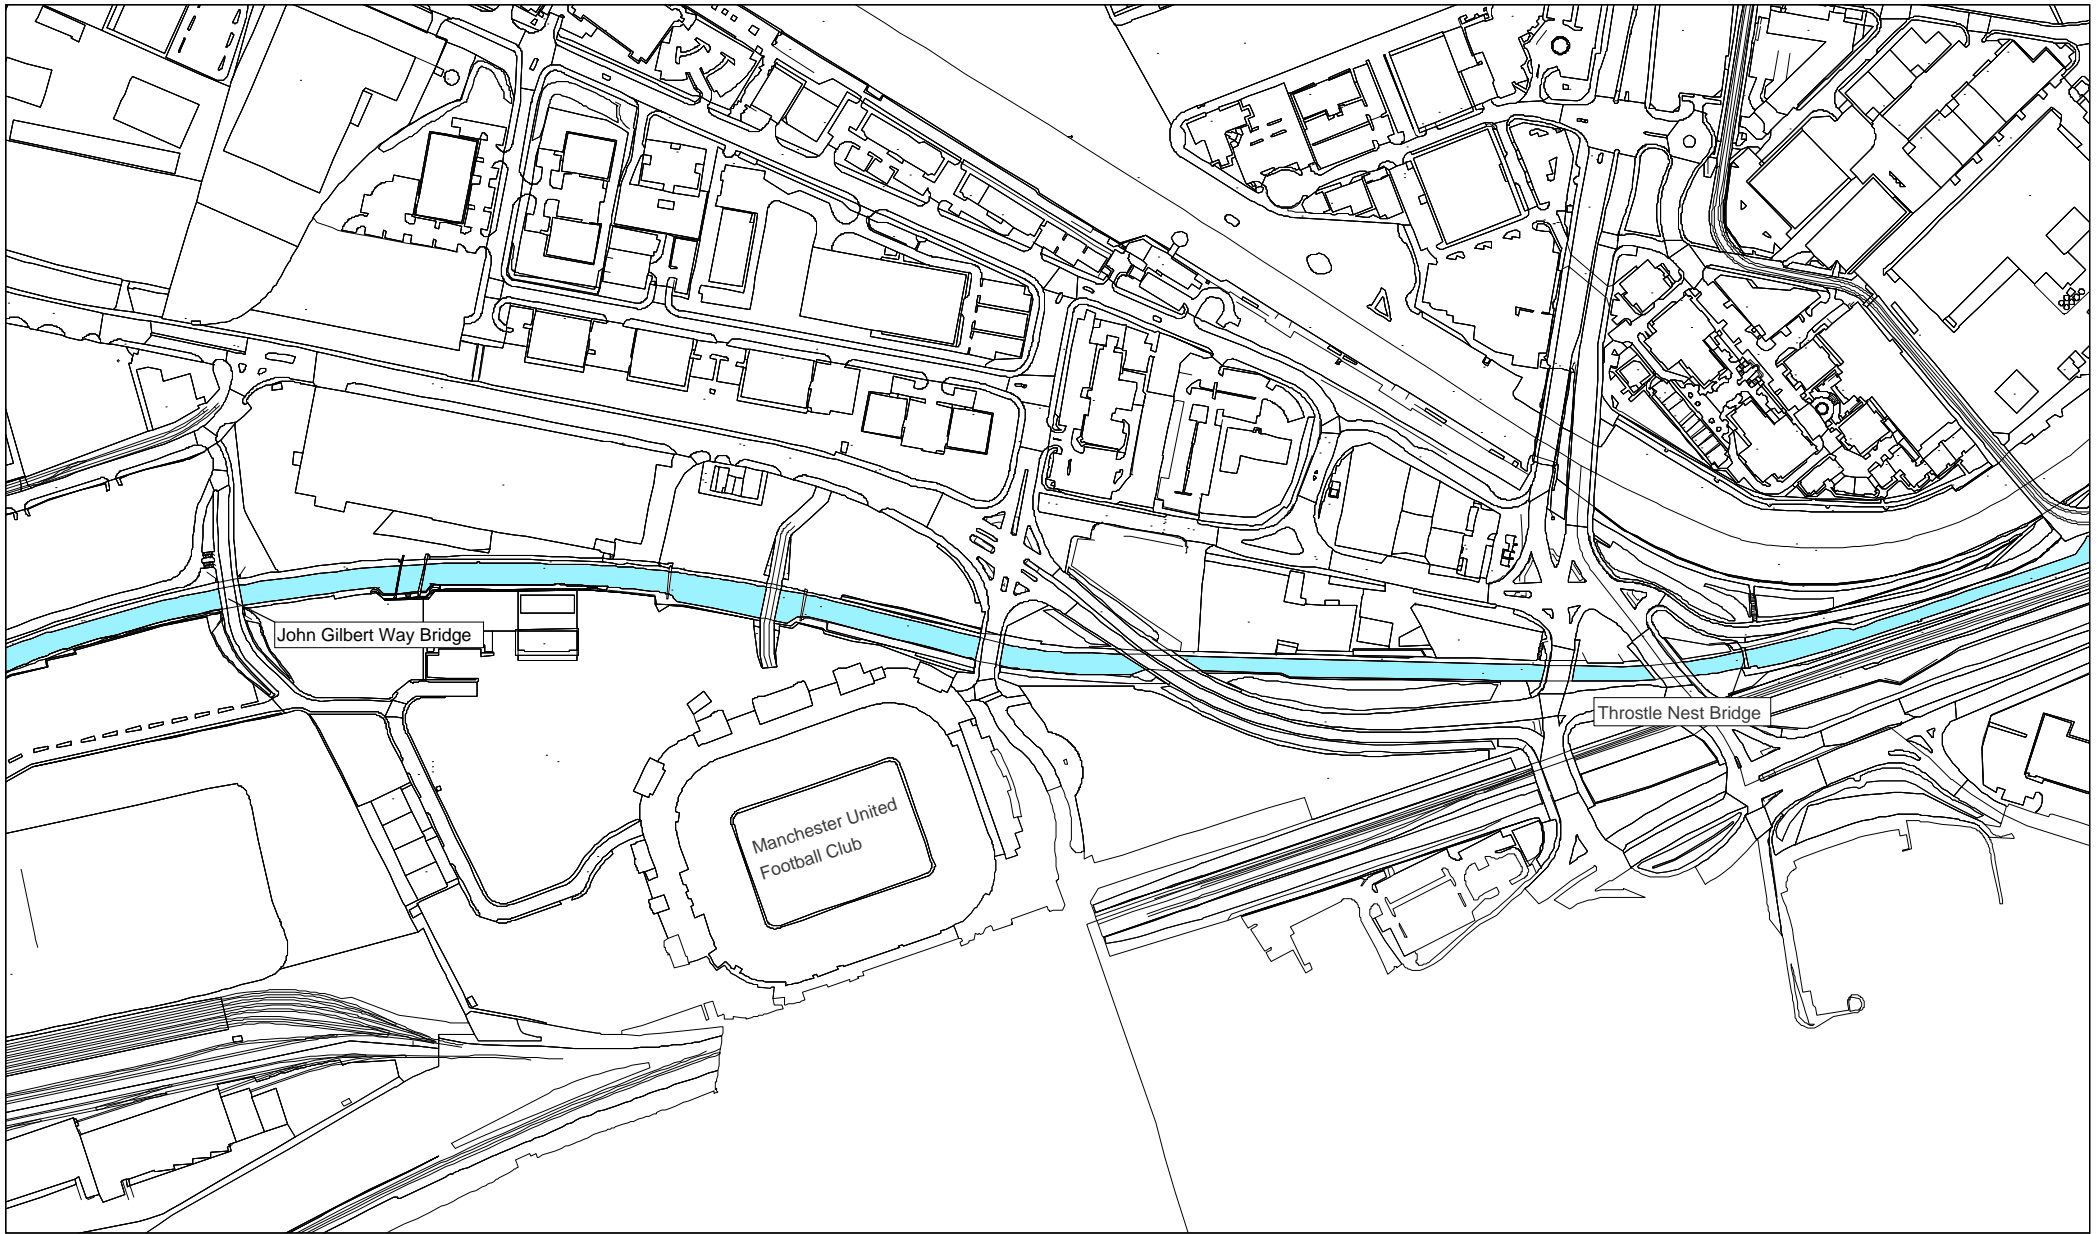 John Gilbert Way Bridge
Throstle Nest Bridge
Manchester United
Football Club